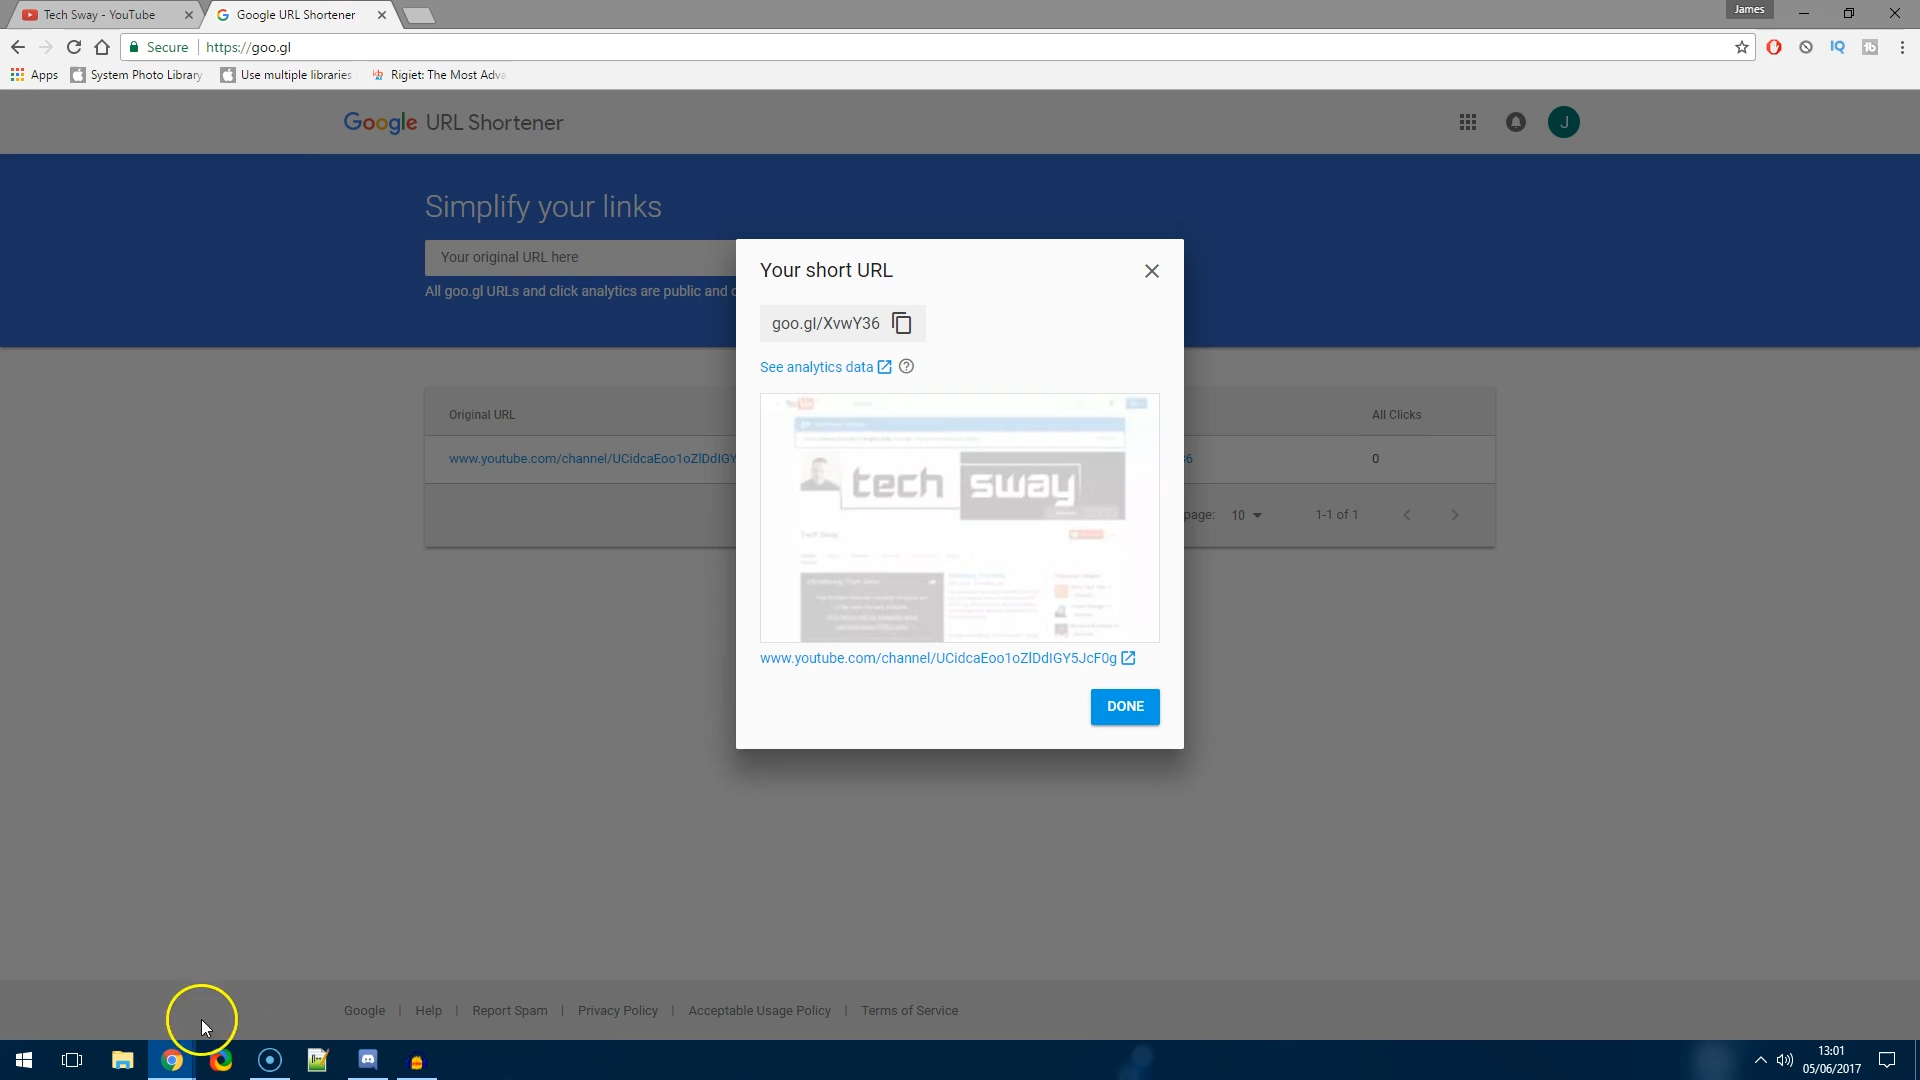 Tech Sway - YouTube
Google URL Shortener
James
Secure
https://goo.gl
Apps
System Photo Library
Use multiple libraries
Rigiet: The Most Adva
Google URL Shortener
J
Simplify your links
Your original URL here
All goo.gl URLs and click analytics are public and
Your short URL
goo.gl/XvwY36
See analytics data
tech sway
Tech Sway
www.youtube.com/channel/UCidcaEoo1oZlDdIGY5JcF0g
DONE
Original URL
All Clicks
www.youtube.com/channel/UCidcaEoo1oZlDdIGY
36
0
page: 10
1-1 of 1
Google | Help | Report Spam | Privacy Policy | Acceptable Usage Policy | Terms of Service
13:01
05/06/2017